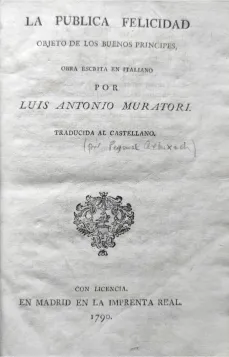 LA PUBLICA FELICIDAD
OBJETO DE LOS BUENOS PRINCIPES,
OBRA ESCRITA EN ITALIANO
POR
LUIS ANTONIO MURATORI.
TRADUCIDA AL CASTELLANO.
(por
CON LICENCIA.
EN MADRID EN LA IMPRENTA REAL.
1790.